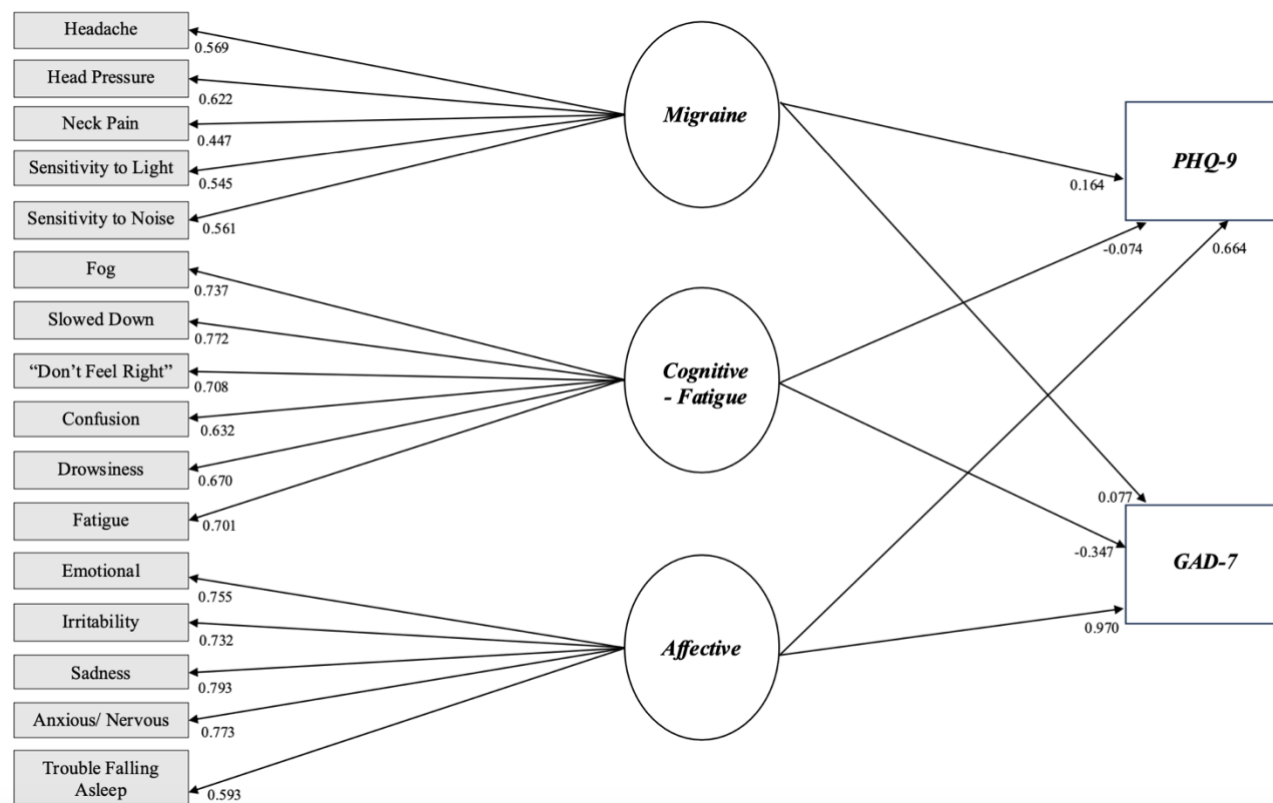 Headache
0.569
Head Pressure
0.622
Neck Pain
0.447
Sensitivity to Light
0.545
Sensitivity to Noise
0.561
Fog
0.737
Slowed Down
0.772
“Don’t Feel Right”
0.708
Confusion
0.632
Drowsiness
0.670
Fatigue
0.701
Emotional
0.755
Irritability
0.732
Sadness
0.793
Anxious/ Nervous
0.773
Trouble Falling
Asleep
0.593
Migraine
Cognitive
- Fatigue
Affective
0.164
PHQ-9
-0.074
0.664
0.077
-0.347
GAD-7
0.970